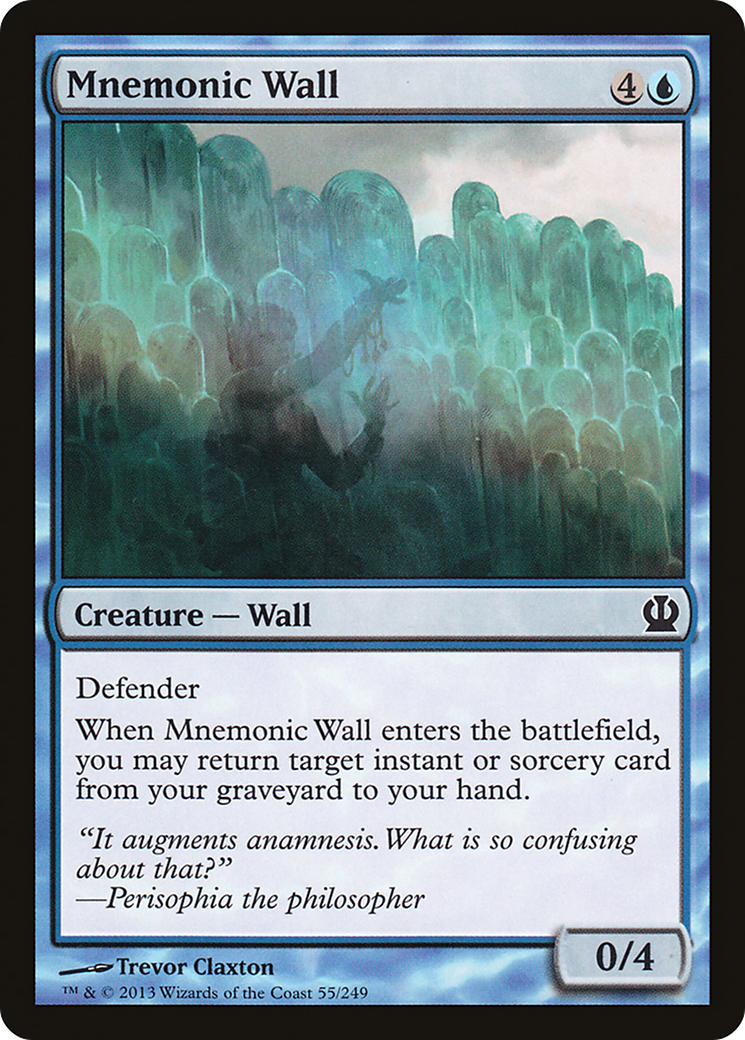 Mnemonic Wall 4
Creature — Wall
Defender
When Mnemonic Wall enters the battlefield,
you may return target instant or sorcery card
from your graveyard to your hand.
“It augments anamnesis. What is so confusing
about that?”
—Perisophia the philosopher
0/4
Trevor Claxton
™ & © 2013 Wizards of the Coast 55/249